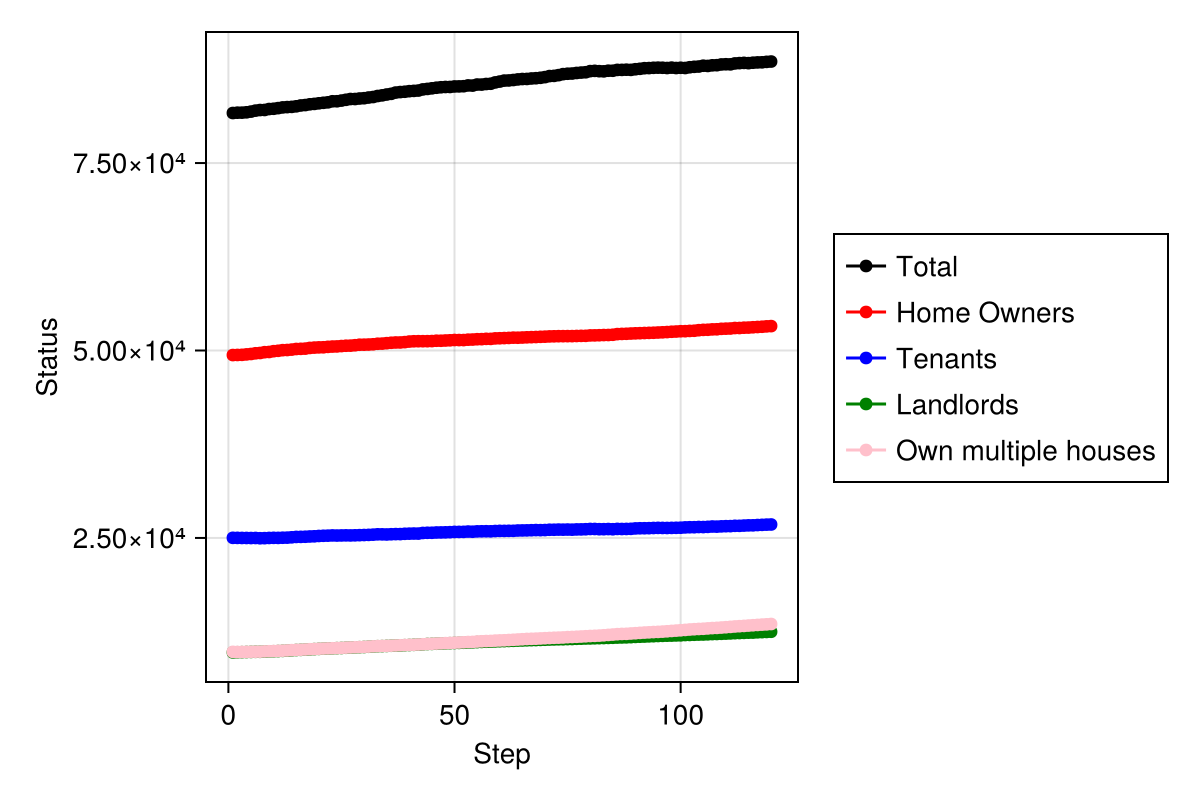 7.50×10⁴
5.00×10⁴
2.50×10⁴
Status
0
50
100
Step
Total
Home Owners
Tenants
Landlords
Own multiple houses